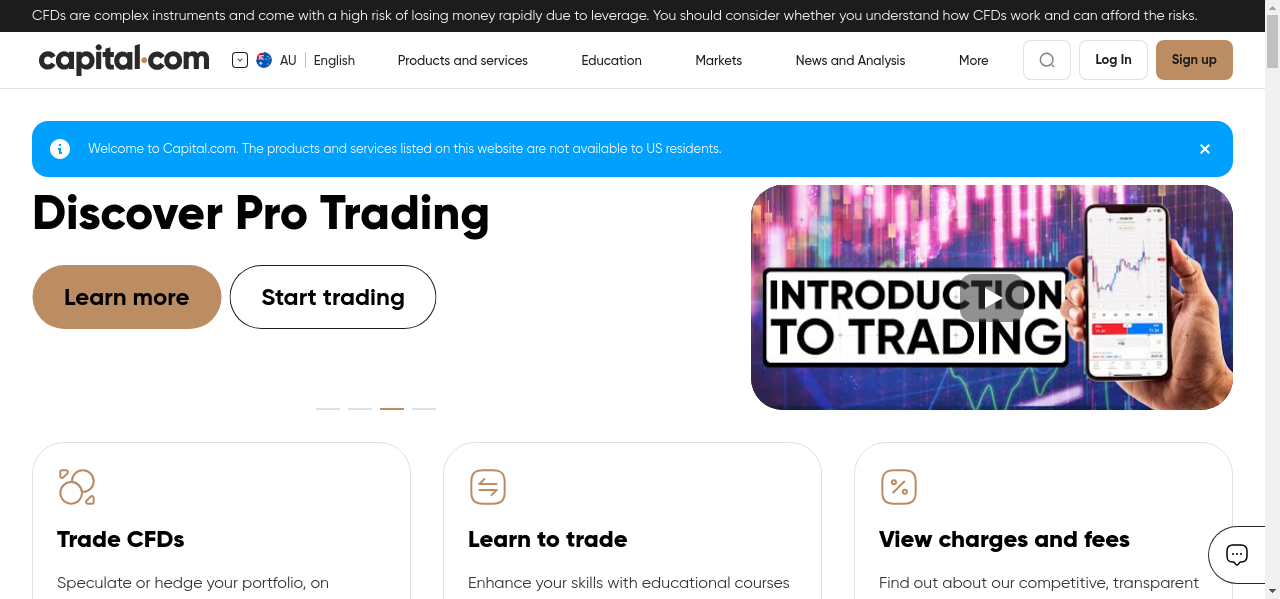 CFDs are complex instruments and come with a high risk of losing money rapidly due to leverage. You should consider whether you understand how CFDs work and can afford the risks.
capital.com
AU English
Products and services
Education
Markets
News and Analysis
More
Log In
Sign up
Welcome to Capital.com. The products and services listed on this website are not available to US residents.
Discover Pro Trading
Learn more
Start trading
INTRODUCTION
TO TRADING
Trade CFDs
Speculate or hedge your portfolio, on
Learn to trade
Enhance your skills with educational courses
View charges and fees
Find out about our competitive, transparent